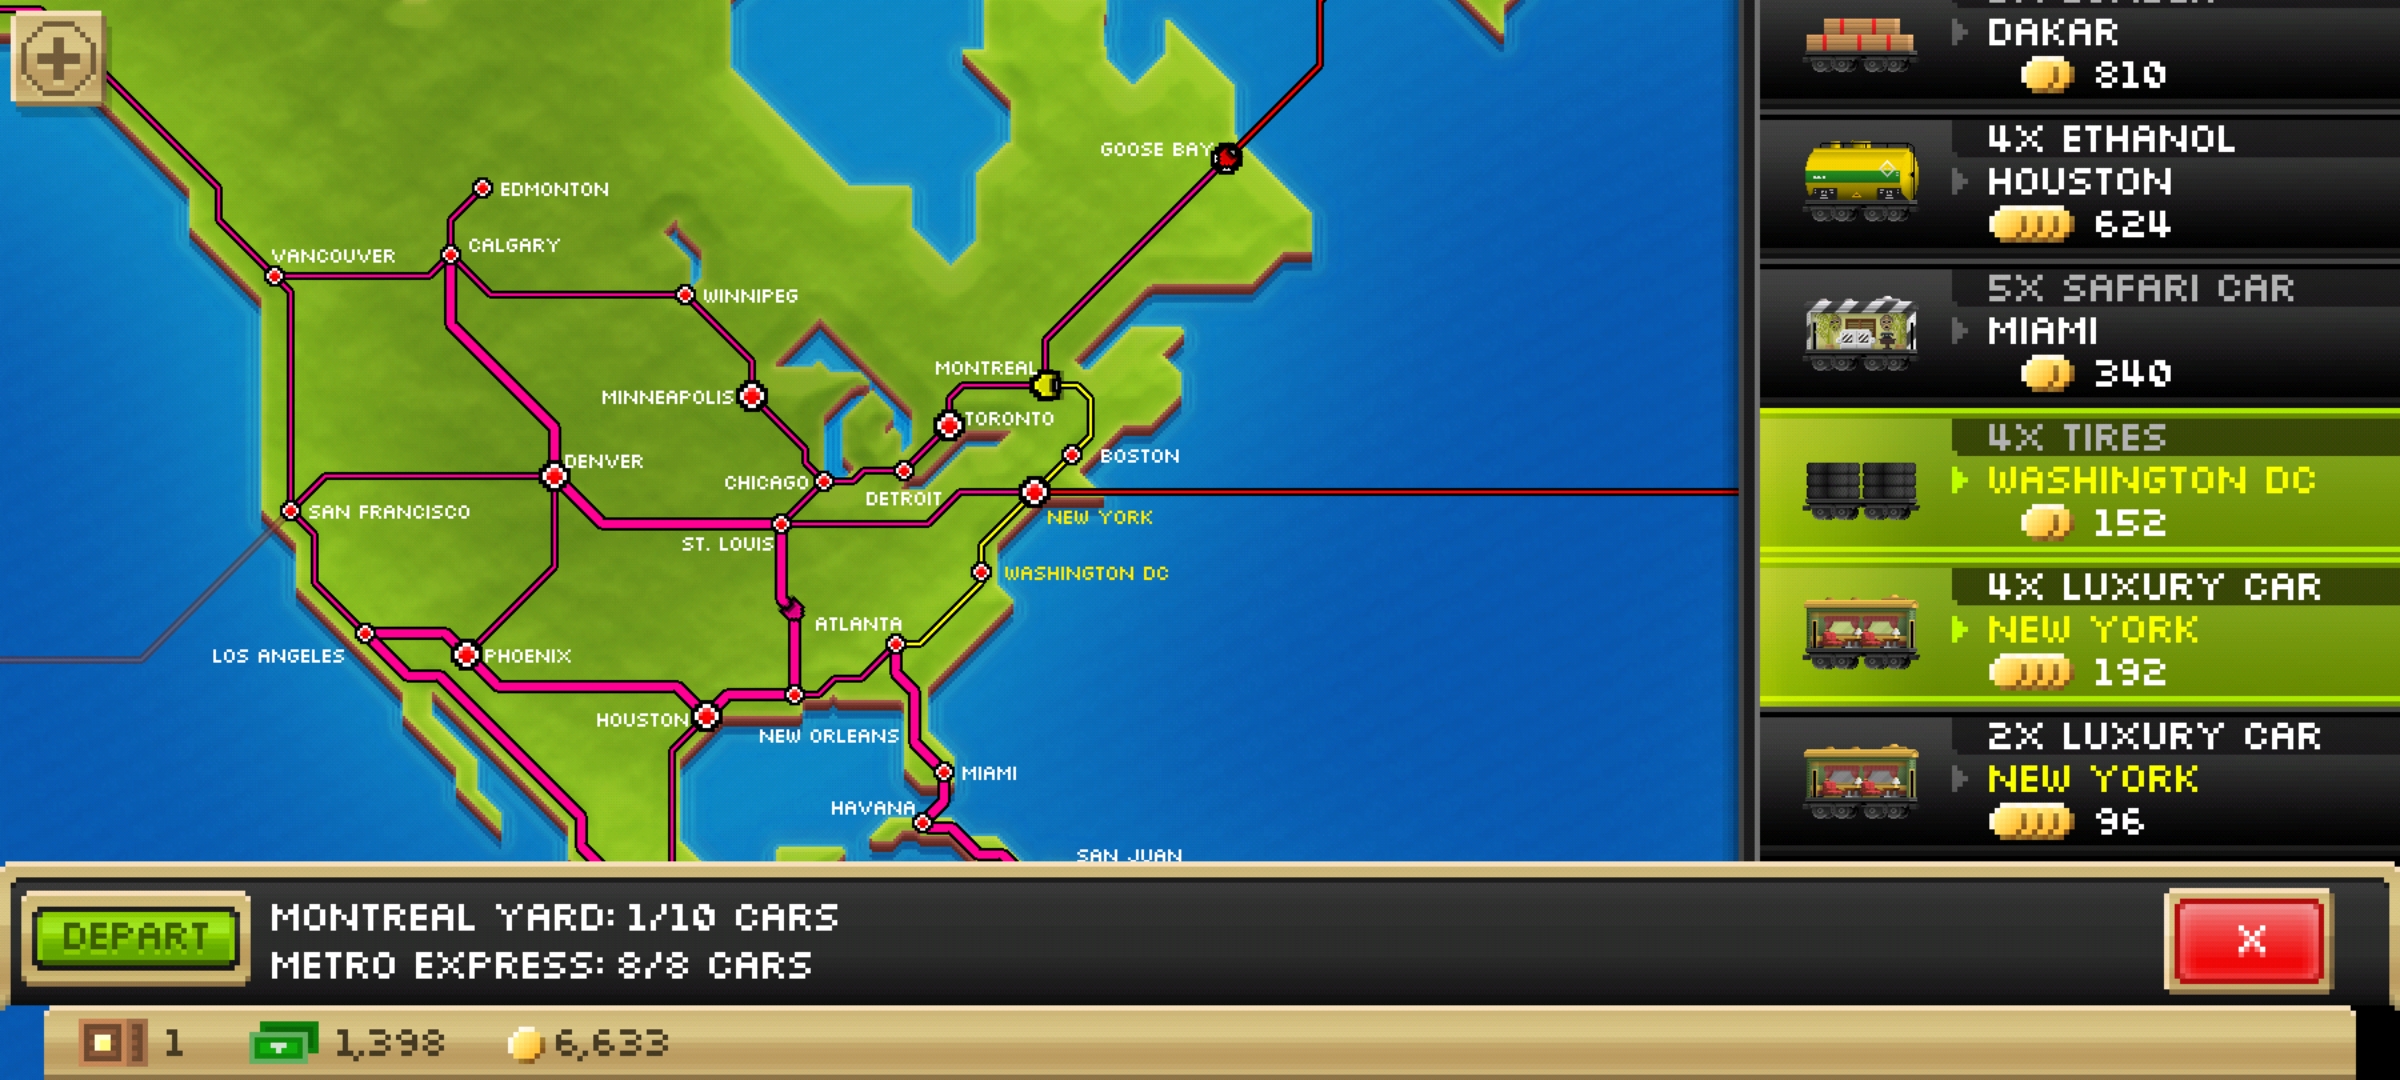 GOOSE BAY
EDMONTON
CALGARY
VANCOUVER
WINNIPEG
MONTREAL
MINNEAPOLIS
TORONTO
DENVER
BOSTON
CHICAGO
DETROIT
SAN FRANCISCO
NEW YORK
ST. LOUIS
WASHINGTON DC
ATLANTA
LOS ANGELES
PHOENIX
HOUSTON
NEW ORLEANS
MIAMI
HAVANA
SAN JUAN
DAKAR
810
4X ETHANOL
HOUSTON
624
5X SAFARI CAR
MIAMI
340
4X TIRES
WASHINGTON DC
152
4X LUXURY CAR
NEW YORK
192
2X LUXURY CAR
NEW YORK
96
DEPART
MONTREAL YARD: 1/10 CARS
METRO EXPRESS: 8/8 CARS
X
1
1,398
6,633